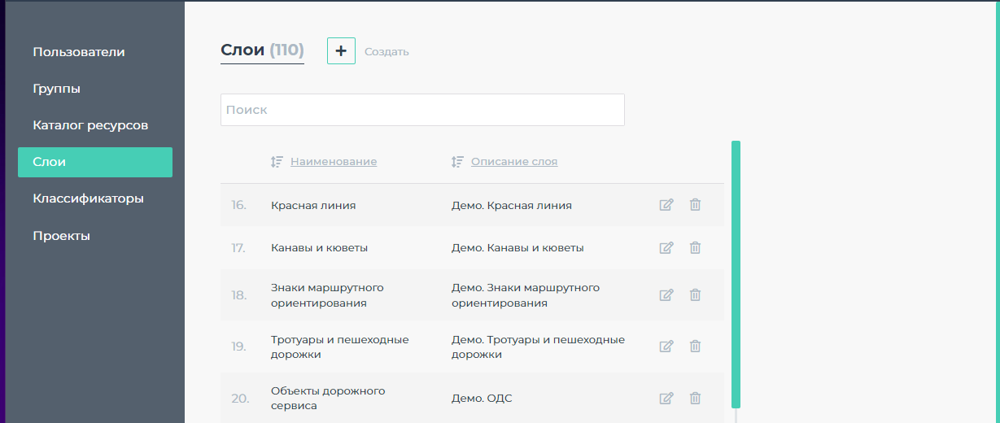 Пользователи
Группы
Каталог ресурсов
Слои
Классификаторы
Проекты
Слои (110)
+ Создать
Поиск
Наименование Описание слоя
16. Красная линия Демо. Красная линия
17. Канавы и кюветы Демо. Канавы и кюветы
18. Знаки маршрутного Демо. Знаки маршрутного
ориентирования ориентирования
19. Тротуары и пешеходные Демо. Тротуары и пешеходные
дорожки дорожки
20. Объекты дорожного Демо. ОДС
сервиса